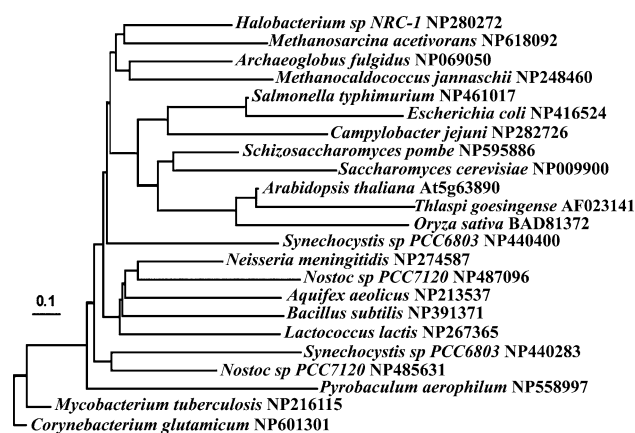 Halobacterium sp NRC-1 NP280272
Methanosarcina acetivorans NP618092
Archaeoglobus fulgidus NP069050
Methanocaldococcus jannaschii NP248460
Salmonella typhimurium NP461017
Escherichia coli NP416524
Campylobacter jejuni NP282726
Schizosaccharomyces pombe NP595886
Saccharomyces cerevisiae NP009900
Arabidopsis thaliana At5g63890
Thlaspi goesingense AF023141
Oryza sativa BAD81372
Synechocystis sp PCC6803 NP440400
Neisseria meningitidis NP274587
Nostoc sp PCC7120 NP487096
Aquifex aeolicus NP213537
0.1
Bacillus subtilis NP391371
Lactococcus lactis NP267365
Synechocystis sp PCC6803 NP440283
Nostoc sp PCC7120 NP485631
Pyrobaculum aerophilum NP558997
Mycobacterium tuberculosis NP216115
Corynebacterium glutamicum NP601301